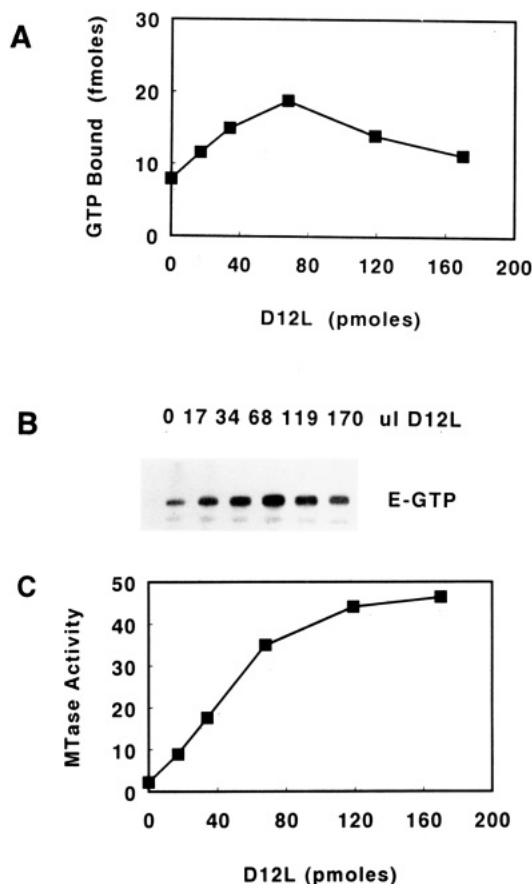 A
GTP Bound (fmoles)
30
20
10
0
0 40 80 120 160 200
D12L (pmoles)
B
0 17 34 68 119 170 ul D12L
E-GTP
C
MTase Activity
50
40
30
20
10
0
0 40 80 120 160 200
D12L (pmoles)